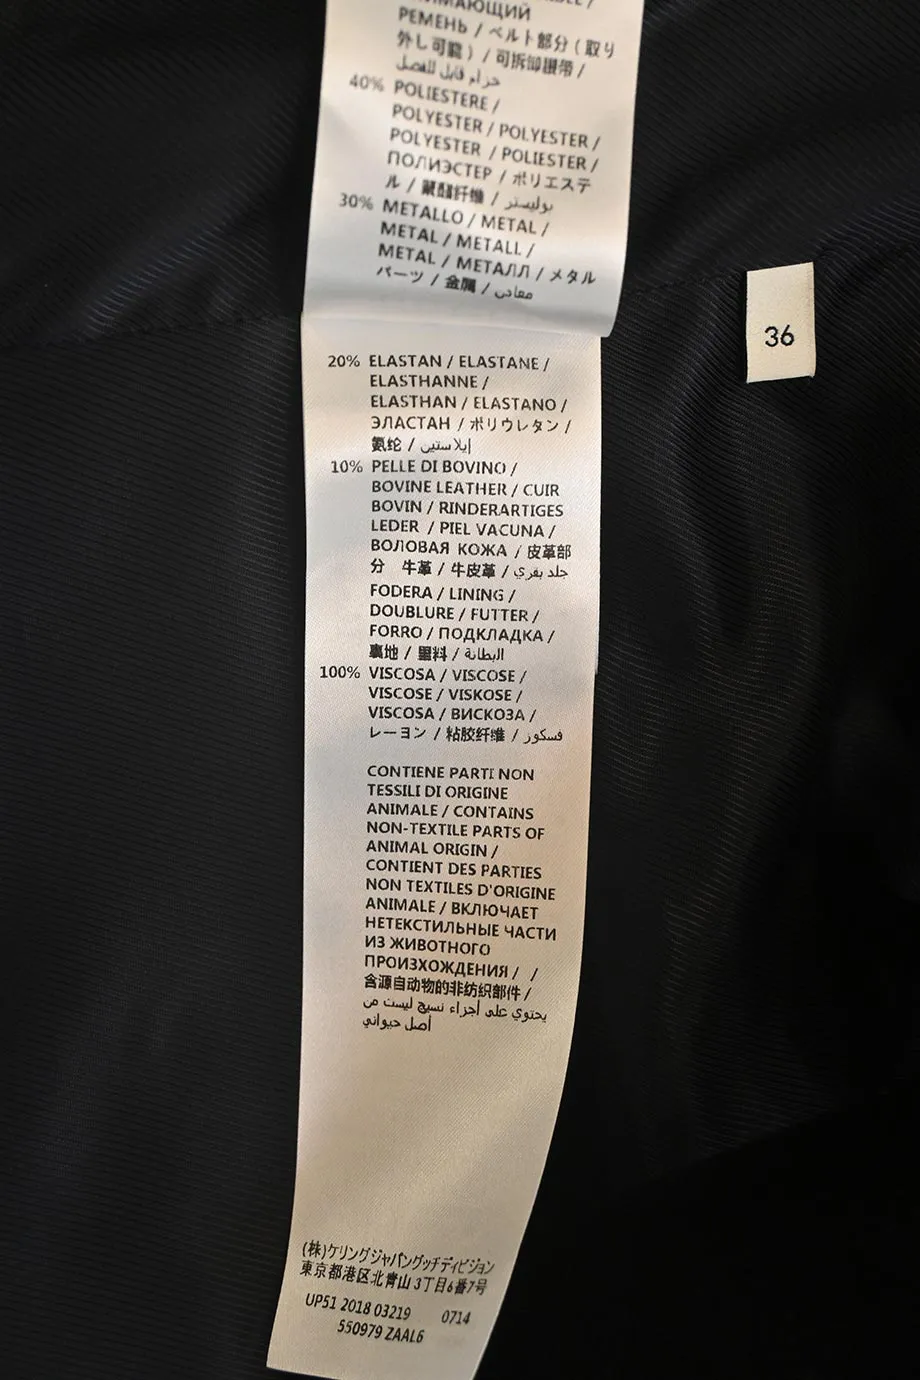 РЕМЕНЬ / ベルト部分 ( 取り
外し可能 ) / 可拆卸腰带 /
حزام قابل للفصل
40% POLIESTERE /
POLYESTER / POLYESTER /
POLYESTER / POLIESTER /
ПОЛИЭСТЕР / ポリエステ
ル / 聚酯纤维 / بوليستر
30% METALLO / METAL /
METAL / METALL /
METAL / МЕТАЛЛ / メタル
パーツ / 金属 / معادن
20% ELASTAN / ELASTANE /
ELASTHANNE /
ELASTHAN / ELASTANO /
ЭЛАСТАН / ポリウレタン /
氨纶 / إيلاستين
10% PELLE DI BOVINO /
BOVINE LEATHER / CUIR
BOVIN / RINDERARTIGES
LEDER / PIEL VACUNA /
ВОЛОВАЯ КОЖА / 皮革部
分 牛革 / 牛皮革 / جلد بقري
FODERA / LINING /
DOUBLURE / FUTTER /
FORRO / ПОДКЛАДКА /
裏地 / 里料 / البطانة
100% VISCOSA / VISCOSE /
VISCOSE / VISKOSE /
VISCOSA / ВИСКОЗА /
レーヨン / 粘胶纤维 / فسكوز
CONTIENE PARTI NON
TESSILI DI ORIGINE
ANIMALE / CONTAINS
NON-TEXTILE PARTS OF
ANIMAL ORIGIN /
CONTIENT DES PARTIES
NON TEXTILES D'ORIGINE
ANIMALE / ВКЛЮЧАЕТ
НЕТЕКСТИЛЬНЫЕ ЧАСТИ
ИЗ ЖИВОТНОГО
ПРОИЗХОЖДЕНИЯ / /
含源自动物的非纺织部件 /
يحتوي على أجزاء نسيج ليست من
أصل حيواني
(株)ケリングジャパングッチディビジョン
東京都港区北青山 3丁目6番7号
UP51 2018 03219 0714
550979 ZAAL6
36